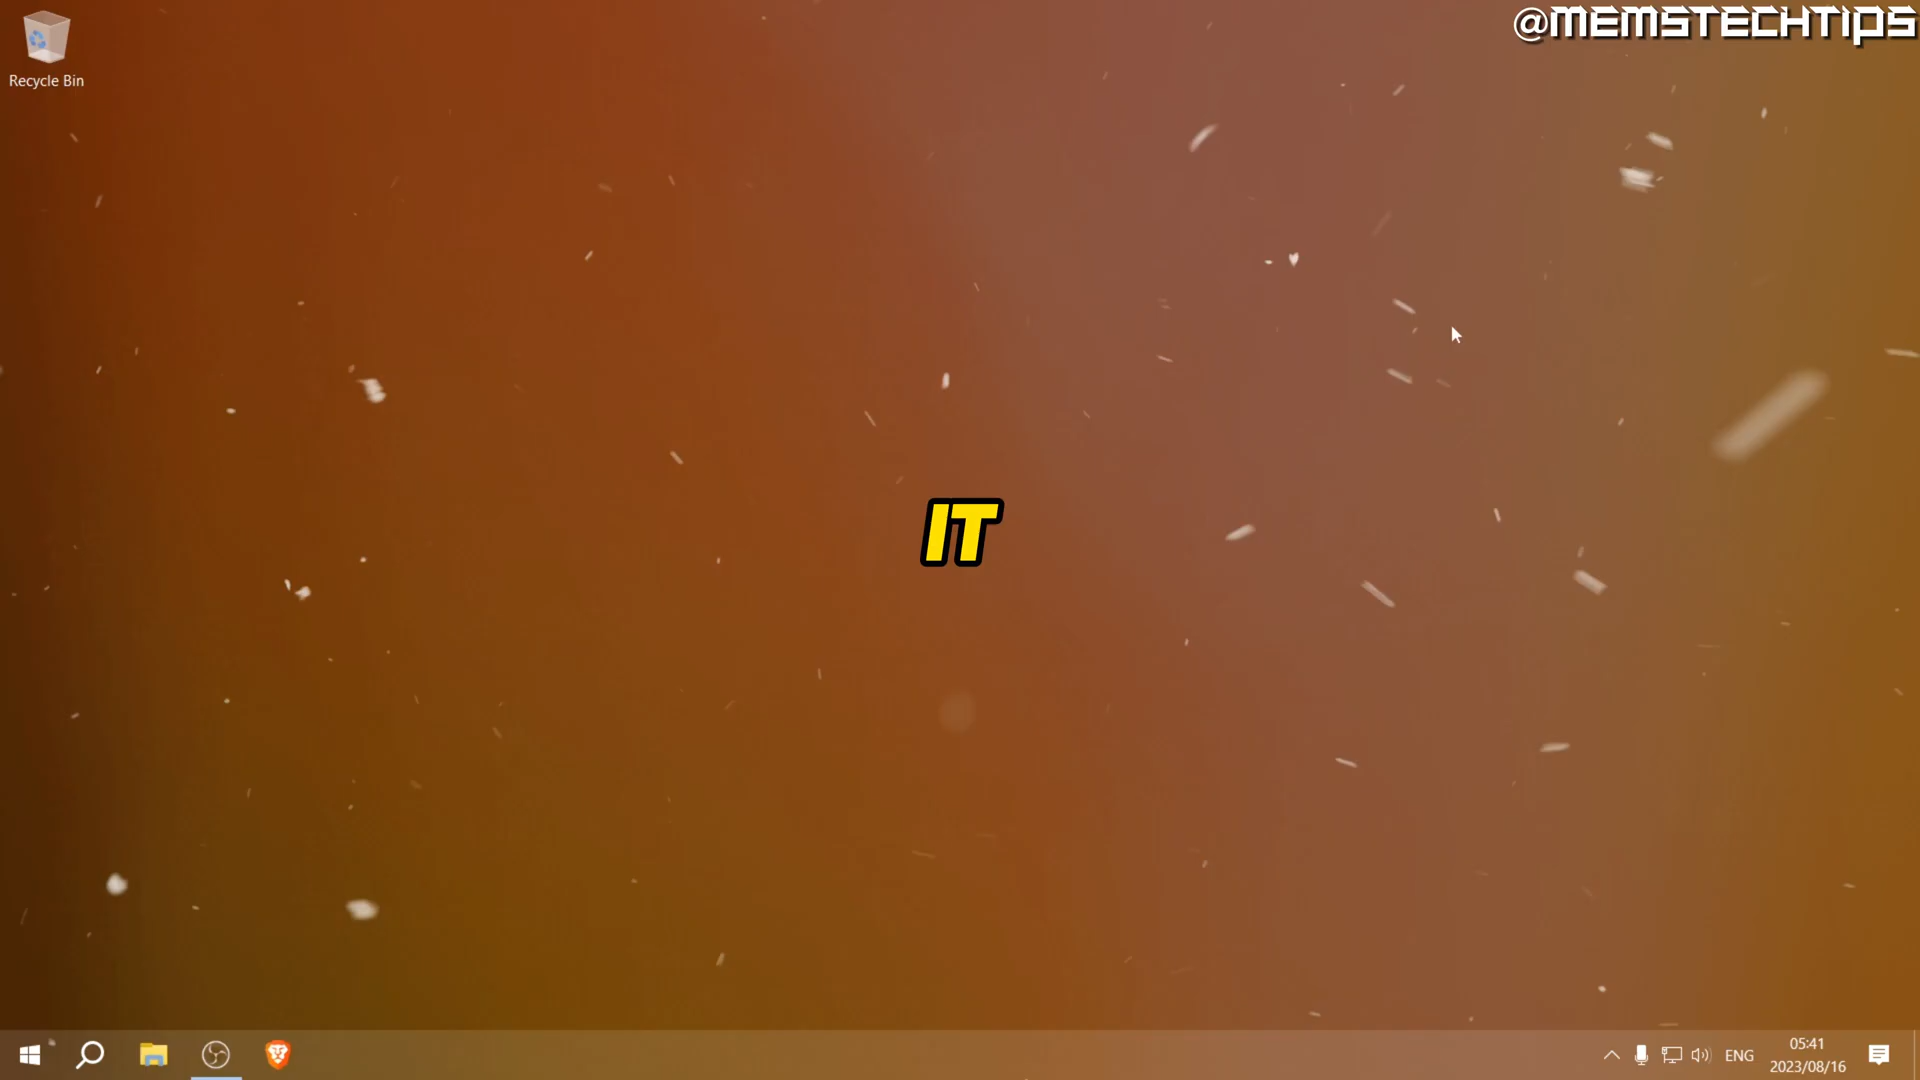 @MEMSTECHTIPS
Recycle Bin
IT
ENG
05:41
2023/08/16